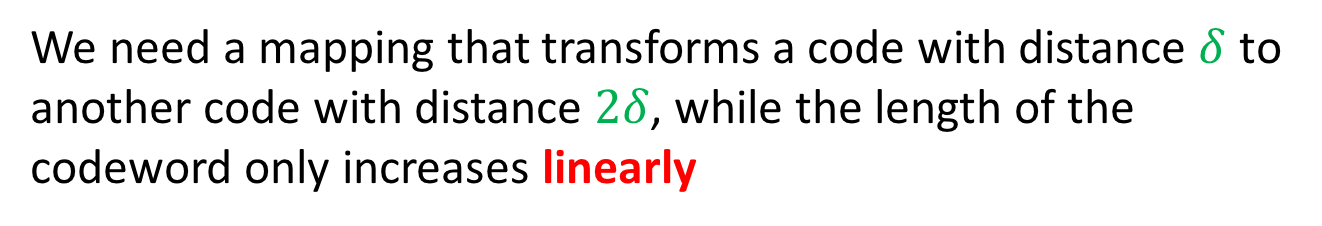 We need a mapping that transforms a code with distance δ to
another code with distance 2δ, while the length of the
codeword only increases linearly